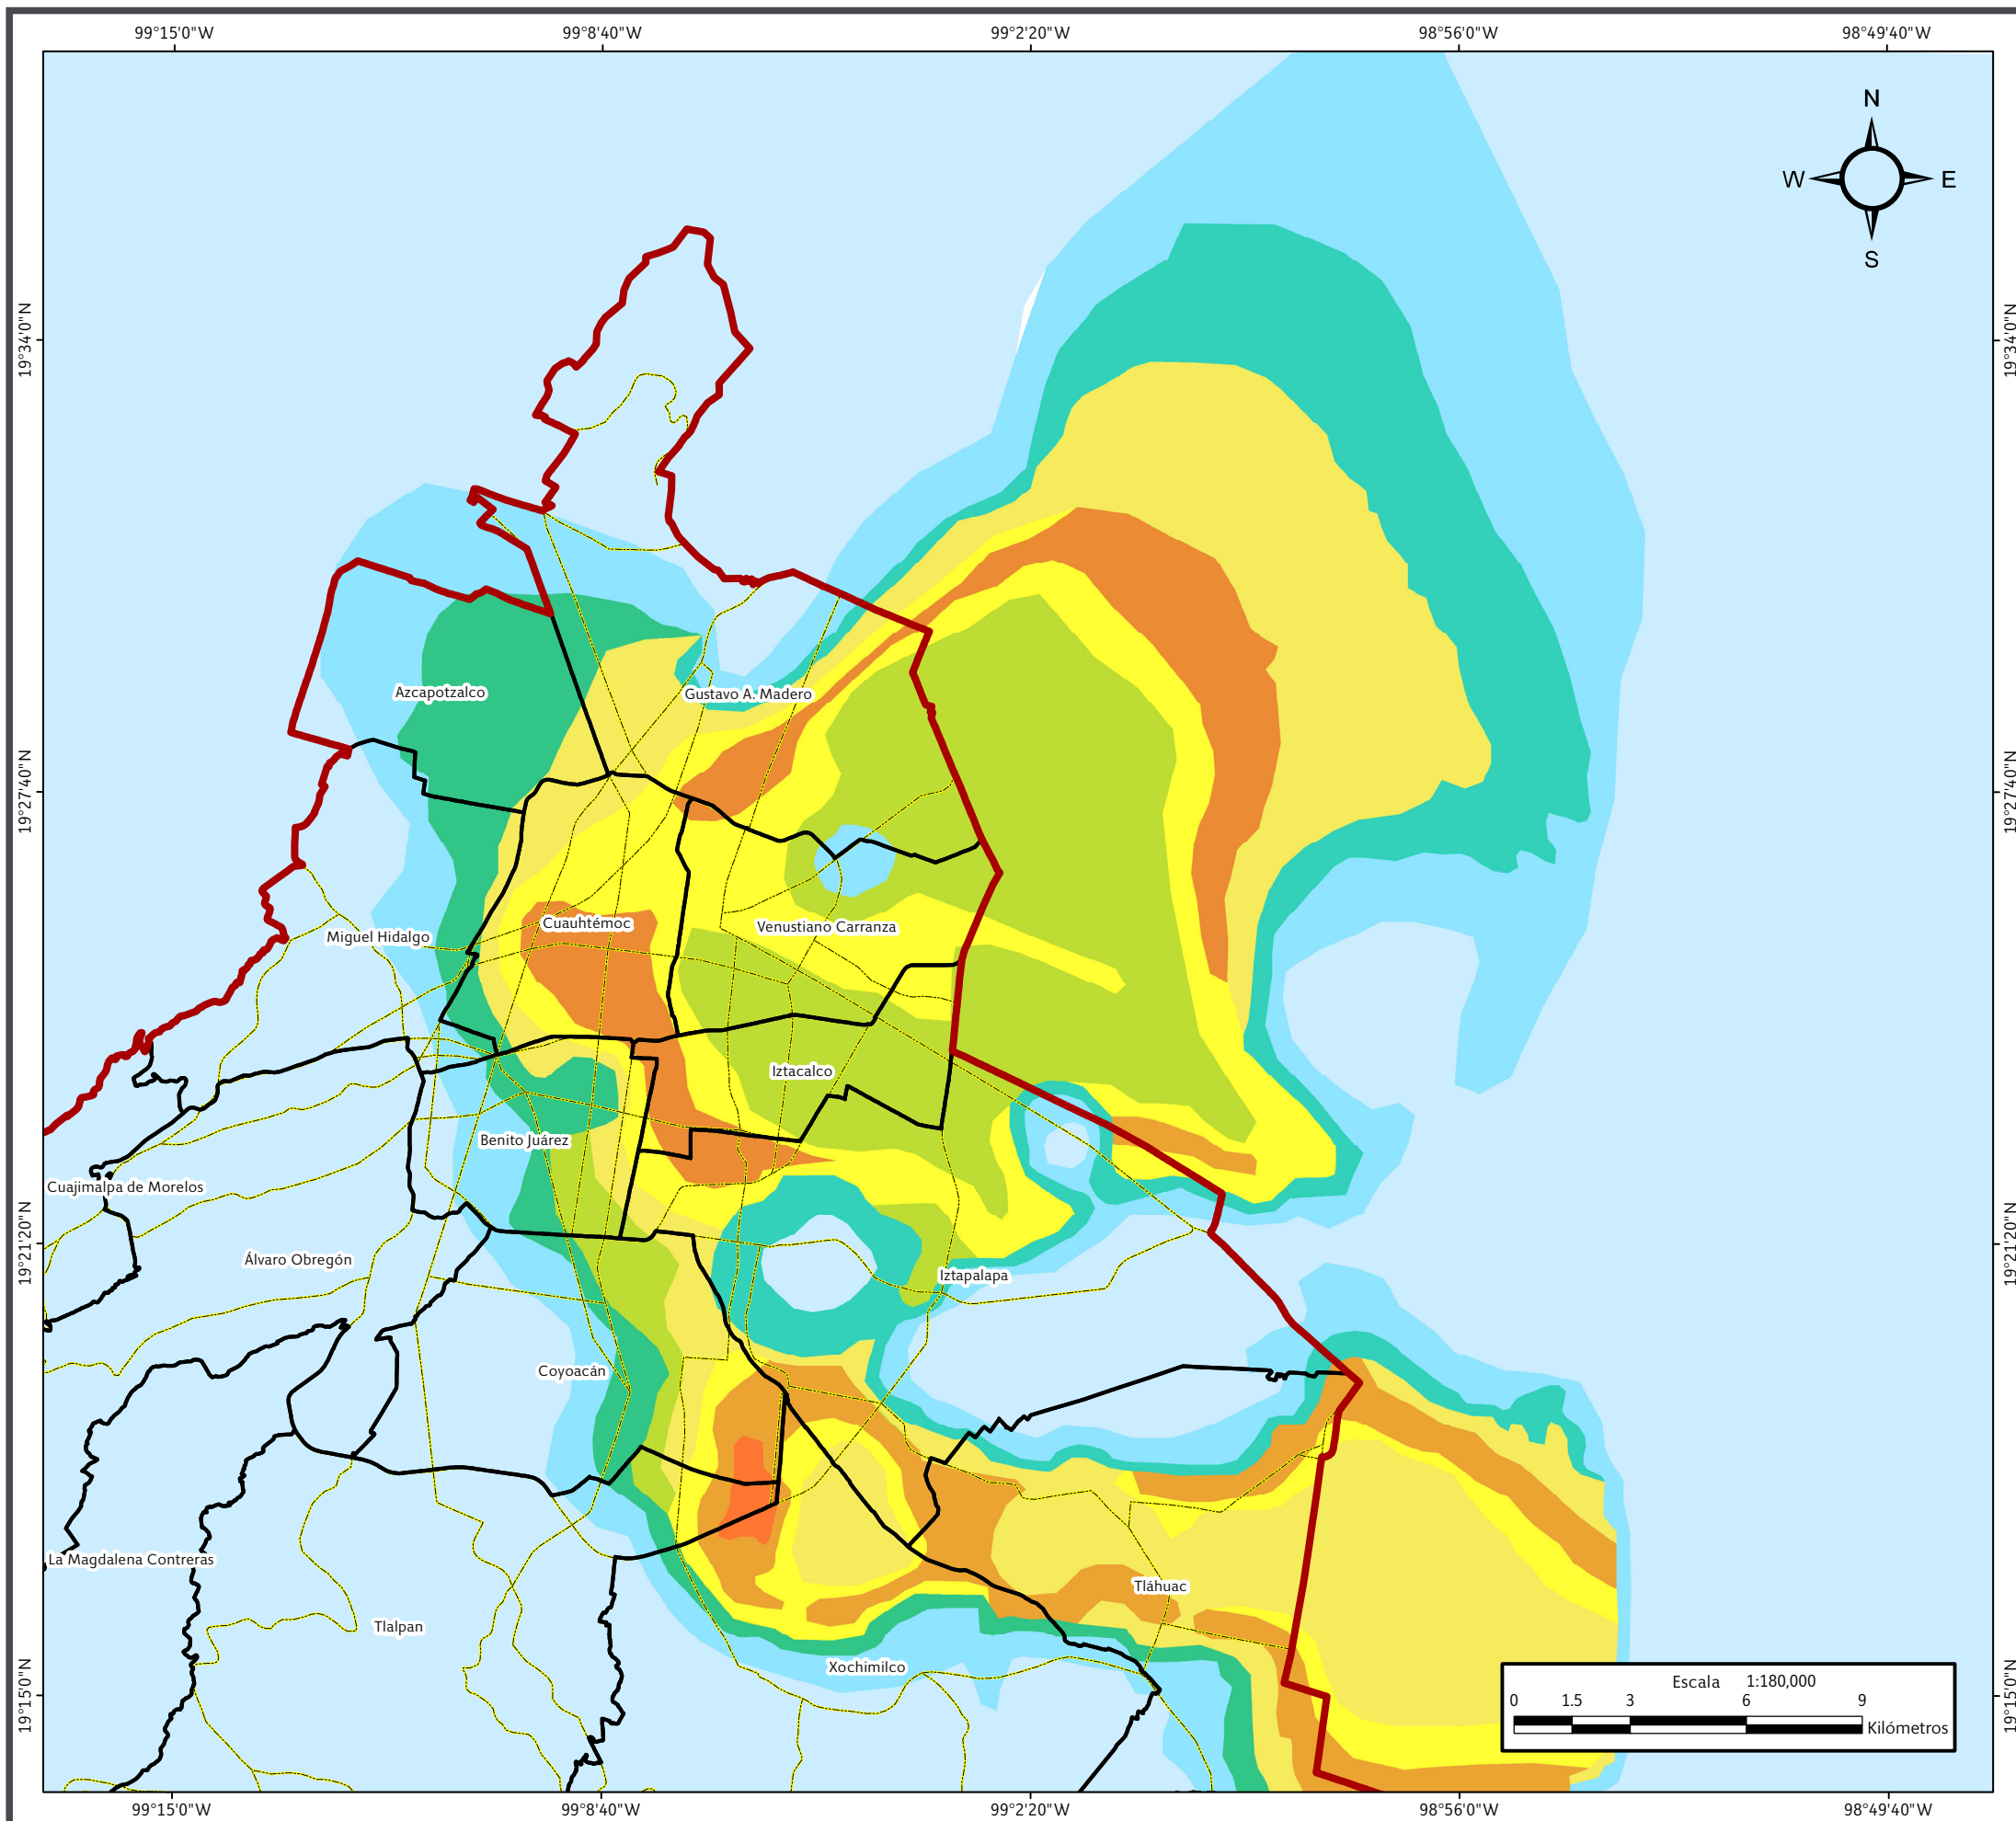 99°15'0"W
99°8'40"W
99°2'20"W
98°56'0"W
98°49'40"W
N
W
E
S
19°34'0"N
19°34'0"N
Azcapotzalco
Gustavo A. Madero
19°27'40"N
19°27'40"N
Cuauhtémoc
Venustiano Carranza
Miguel Hidalgo
Iztacalco
Benito Juárez
Cuajimalpa de Morelos
19°21'20"N
19°21'20"N
Álvaro Obregón
Iztapalapa
Coyoacán
La Magdalena Contreras
Tláhuac
Tlalpan
Xochimilco
19°15'0"N
19°15'0"N
Escala 1:180,000
0 1.5 3 6 9
Kilómetros
99°15'0"W
99°8'40"W
99°2'20"W
98°56'0"W
98°49'40"W